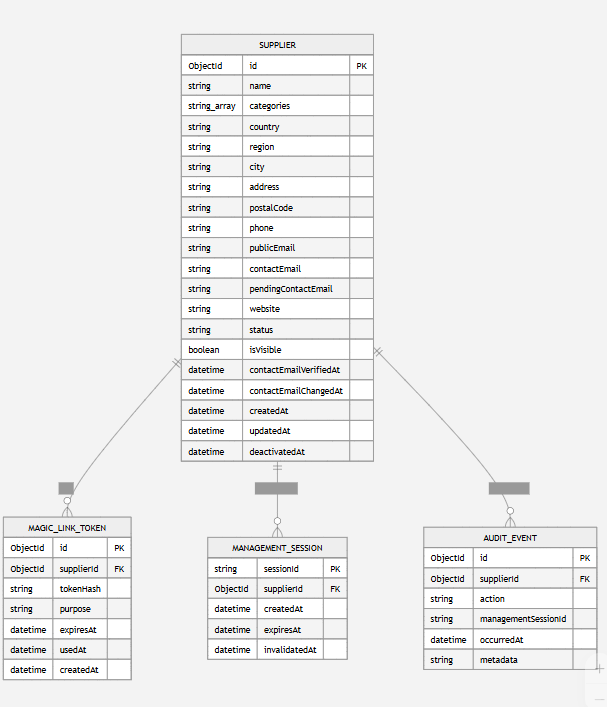 SUPPLIER
ObjectId id PK
string name
string_array categories
string country
string region
string city
string address
string postalCode
string phone
string publicEmail
string contactEmail
string pendingContactEmail
string website
string status
boolean isVisible
datetime contactEmailVerifiedAt
datetime contactEmailChangedAt
datetime createdAt
datetime updatedAt
datetime deactivatedAt
MAGIC_LINK_TOKEN
ObjectId id PK
ObjectId supplierId FK
string tokenHash
string purpose
datetime expiresAt
datetime usedAt
datetime createdAt
MANAGEMENT_SESSION
string sessionId PK
ObjectId supplierId FK
datetime createdAt
datetime expiresAt
datetime invalidatedAt
AUDIT_EVENT
ObjectId id PK
ObjectId supplierId FK
string action
string managementSessionId
datetime occurredAt
string metadata